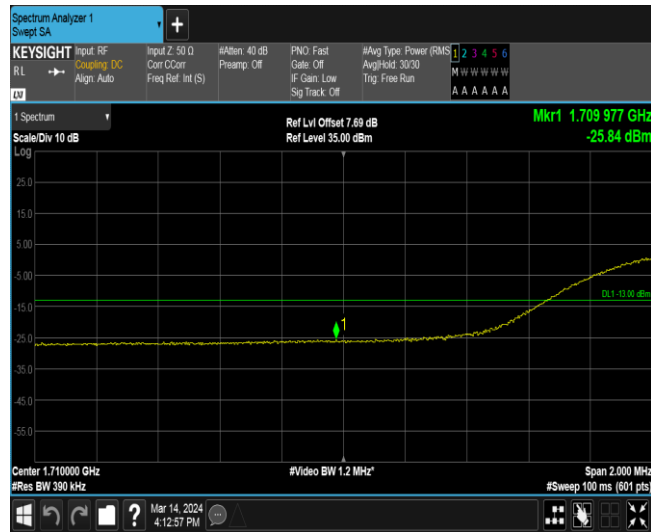 Spectrum Analyzer 1
Swept SA
KEYSIGHT
RL
LXI
Input: RF
Coupling: DC
Align: Auto
Input Z: 50 Ω
Corr CCorr
Freq Ref: Int (S)
#Atten: 40 dB
Preamp: Off
PNO: Fast
Gate: Off
IF Gain: Low
Sig Track: Off
#Avg Type: Power (RMS
Avg|Hold: 30/30
Trig: Free Run
1 2 3 4 5 6
M W W W W W
A A A A A A
1 Spectrum
Scale/Div 10 dB
Log
Ref Lvl Offset 7.69 dB
Ref Level 35.00 dBm
Mkr1 1.709 977 GHz
-25.84 dBm
25.0
15.0
5.00
-5.00
DL1 -13.00 dBm
-15.0
1
-25.0
-35.0
-45.0
-55.0
Center 1.710000 GHz
#Res BW 390 kHz
#Video BW 1.2 MHz*
Span 2.000 MHz
#Sweep 100 ms (601 pts)
?
Mar 14, 2024
4:12:57 PM